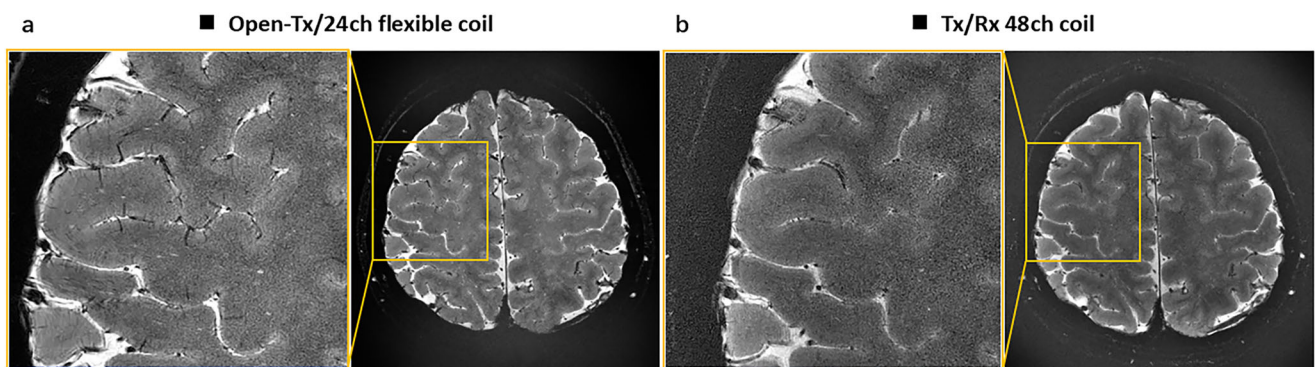 a ■ Open-Tx/24ch flexible coil
b ■ Tx/Rx 48ch coil